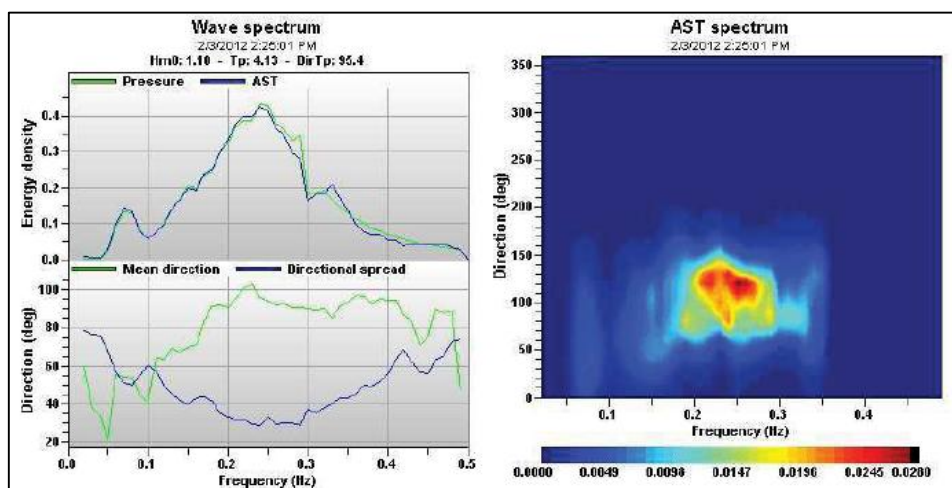 Wave spectrum
2/3/2012 2:25:01 PM
Hm0: 1.10 - Tp: 4.13 - DirTp: 95.4
Pressure AST
Energy density
0.4
0.3
0.2
0.1
0.0
Mean direction Directional spread
Direction (deg)
100
80
60
40
20
0.0 0.1 0.2 0.3 0.4 0.5
Frequency (Hz)
AST spectrum
2/3/2012 2:25:01 PM
Direction (deg)
350
300
250
200
150
100
50
0
0.1 0.2 0.3 0.4
Frequency (Hz)
0.0000 0.0049 0.0098 0.0147 0.0196 0.0245 0.0280